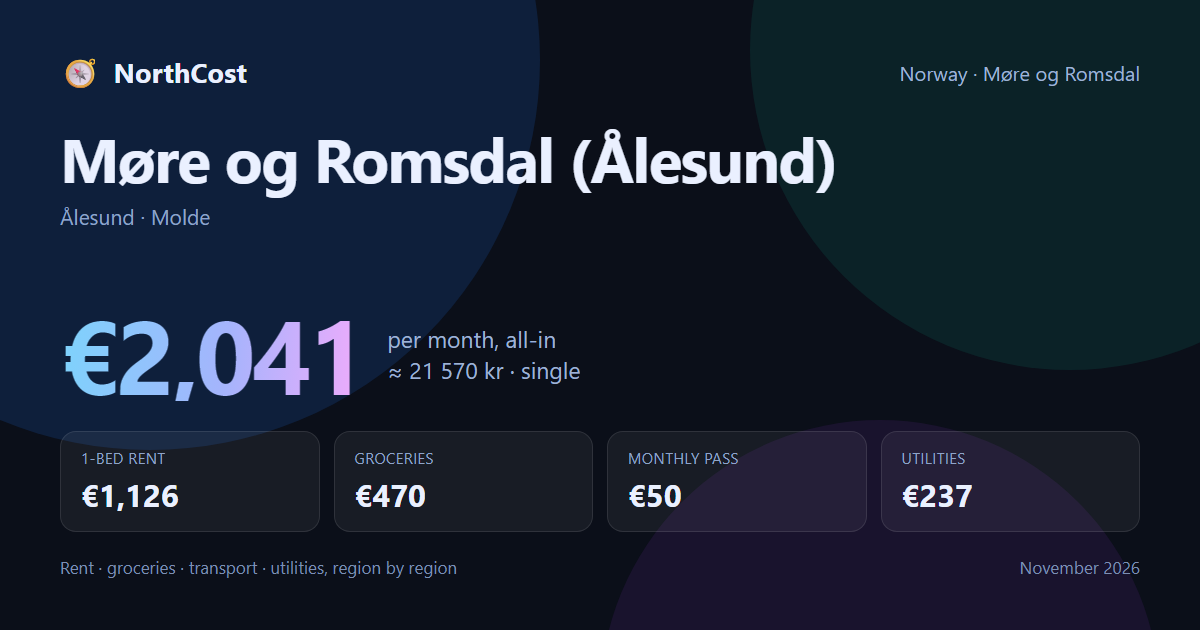 NorthCost
Norway · Møre og Romsdal
Møre og Romsdal (Ålesund)
Ålesund · Molde
€2,041
per month, all-in
≈ 21 570 kr · single
1-BED RENT
€1,126
GROCERIES
€470
MONTHLY PASS
€50
UTILITIES
€237
Rent · groceries · transport · utilities, region by region
November 2026